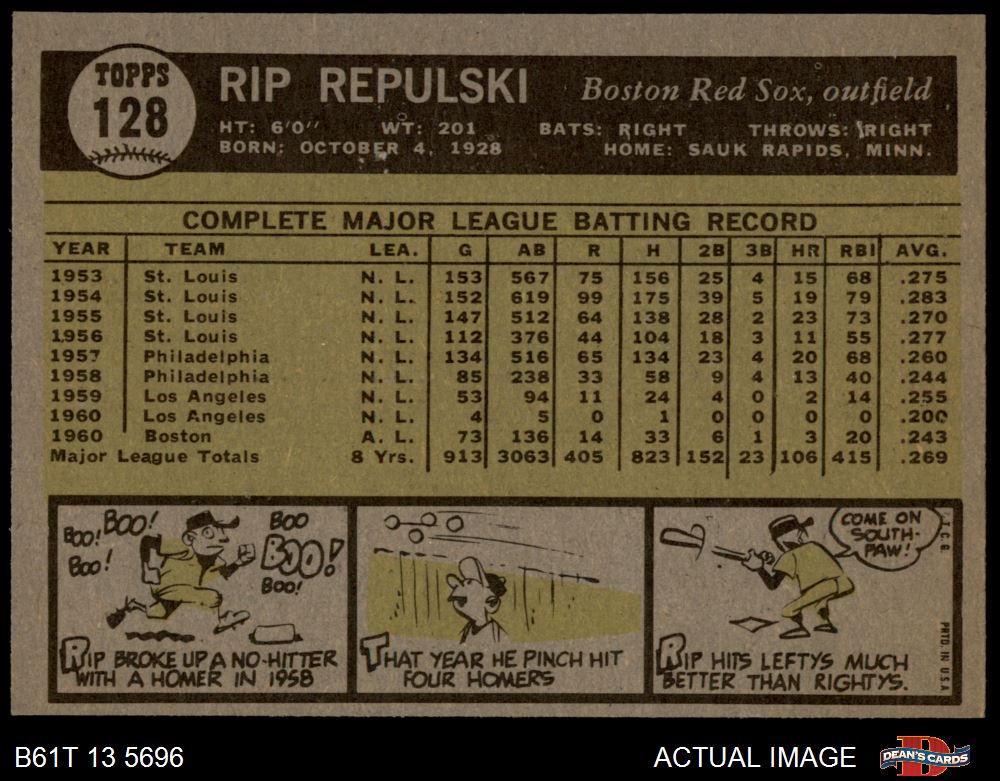 TOPPS
128
RIP REPULSKI
Boston Red Sox, outfield
HT: 6'0" WT: 201 BATS: RIGHT THROWS: RIGHT
BORN: OCTOBER 4, 1928 HOME: SAUK RAPIDS, MINN.
COMPLETE MAJOR LEAGUE BATTING RECORD
YEAR TEAM LEA. G AB R H 2B 3B HR RBI AVG.
1953 St. Louis N. L. 153 567 75 156 25 4 15 68 .275
1954 St. Louis N. L. 152 619 99 175 39 5 19 79 .283
1955 St. Louis N. L. 147 512 64 138 28 2 23 73 .270
1956 St. Louis N. L. 112 376 44 104 18 3 11 55 .277
1957 Philadelphia N. L. 134 516 65 134 23 4 20 68 .260
1958 Philadelphia N. L. 85 238 33 58 9 4 13 40 .244
1959 Los Angeles N. L. 53 94 11 24 4 0 2 14 .255
1960 Los Angeles N. L. 4 5 0 1 0 0 0 0 .200
1960 Boston A. L. 73 136 14 33 6 1 3 20 .243
Major League Totals 8 Yrs. 913 3063 405 823 152 23 106 415 .269
BOO! BOO! BOO!
BOO BOO! BOO!
RIP BROKE UP A NO-HITTER
WITH A HOMER IN 1958
THAT YEAR HE PINCH HIT
FOUR HOMERS
COME ON
SOUTH-
PAW!
RIP HITS LEFTYS MUCH
BETTER THAN RIGHTYS.
T.C.G.
PRTD IN U.S.A.
B61T 13 5696
ACTUAL IMAGE
DEAN'S CARDS